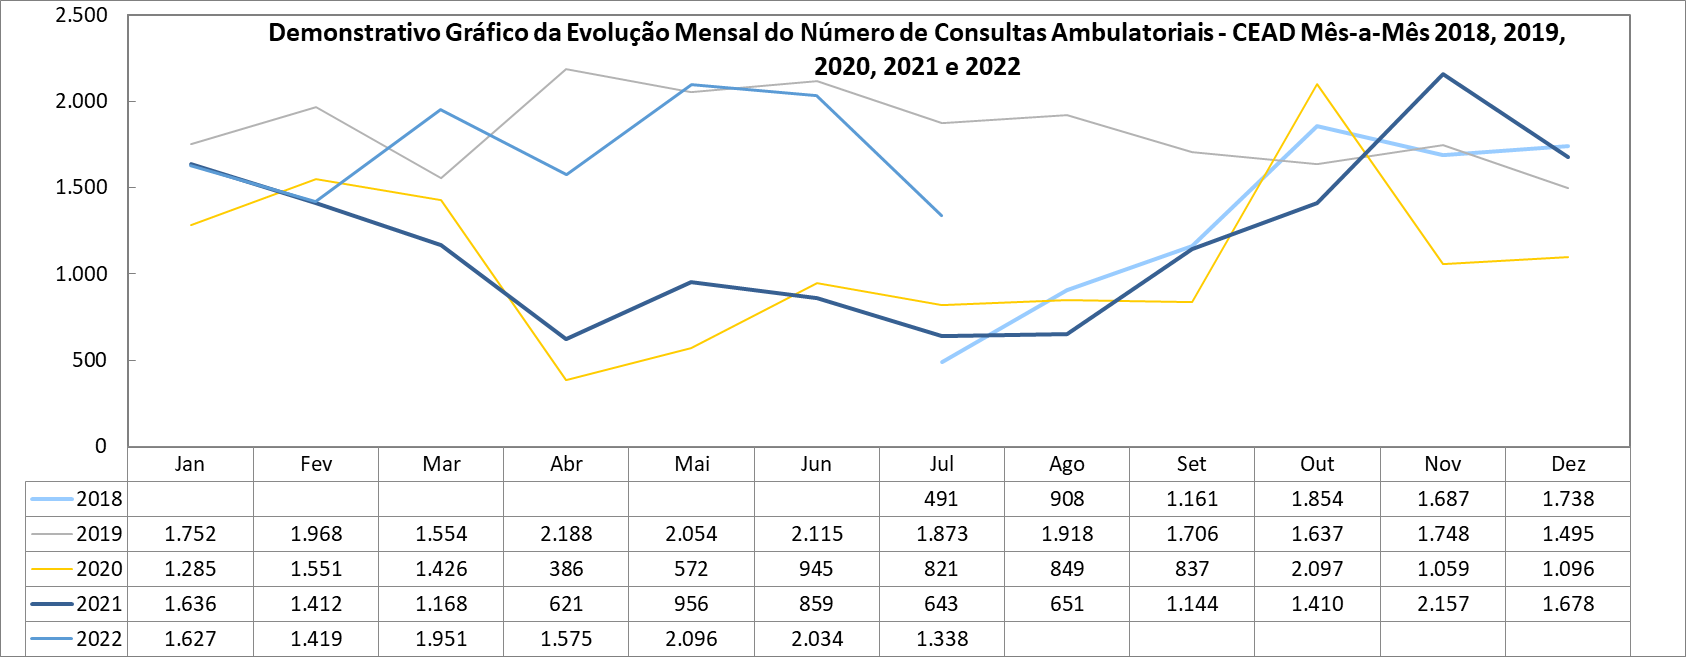 Demonstrativo Gráfico da Evolução Mensal do Número de Consultas Ambulatoriais - CEAD Mês-a-Mês 2018, 2019,
2020, 2021 e 2022
2.500
2.000
1.500
1.000
500
0
Jan Fev Mar Abr Mai Jun Jul Ago Set Out Nov Dez
2018 491 908 1.161 1.854 1.687 1.738
2019 1.752 1.968 1.554 2.188 2.054 2.115 1.873 1.918 1.706 1.637 1.748 1.495
2020 1.285 1.551 1.426 386 572 945 821 849 837 2.097 1.059 1.096
2021 1.636 1.412 1.168 621 956 859 643 651 1.144 1.410 2.157 1.678
2022 1.627 1.419 1.951 1.575 2.096 2.034 1.338